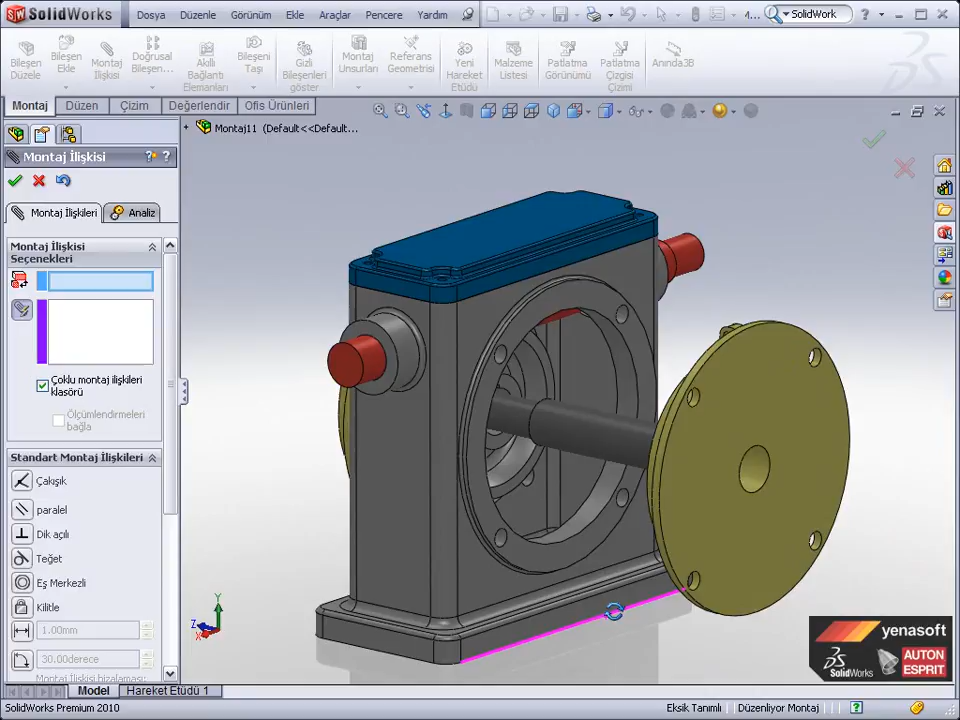 SolidWorks
Dosya Düzenle Görünüm Ekle Araçlar Pencere Yardım
4...
SolidWork
Bileşen Düzele
Bileşen Ekle
Montaj İlişkisi
Doğrusal Bileşen...
Akıllı Bağlantı Elemanları
Bileşeni Taşı
Gizli Bileşenleri göster
Montaj Unsurları
Referans Geometrisi
Yeni Hareket Etüdü
Malzeme Listesi
Patlatma Görünümü
Patlatma Çizgisi Çizimi
Anında3B
Montaj Düzen Çizim Değerlendir Ofis Ürünleri
Montaj11 (Default<<Default...
Montaj İlişkisi
Montaj İlişkileri Analiz
Montaj İlişkisi
Seçenekleri
Çoklu montaj ilişkileri
klasörü
Ölçümlendirmeleri
bağla
Standart Montaj İlişkileri
Çakışık
paralel
Dik açılı
Teğet
Eş Merkezli
Kilitle
1.00mm
30.00derece
Montaj İlişkisi hizalaması:
Y
Z
X
yenasoft
SolidWorks
AUTON
ESPRIT
Model Hareket Etüdü 1
SolidWorks Premium 2010
Eksik Tanımlı Düzenliyor Montaj